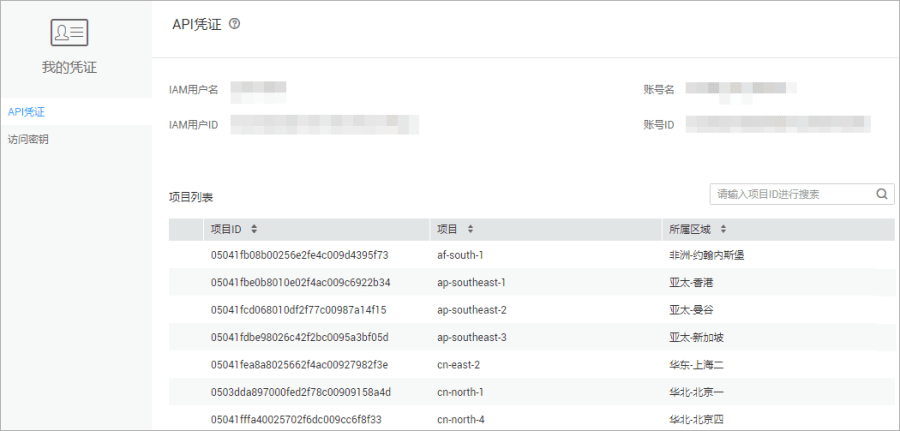 我的凭证
API凭证
访问密钥
API凭证
IAM用户名
账号名
IAM用户ID
账号ID
项目列表
请输入项目ID进行搜索
项目ID 项目 所属区域
05041fb08b00256e2fe4c009d4395f73 af-south-1 非洲-约翰内斯堡
05041fbe0b8010e02f4ac009c6922b34 ap-southeast-1 亚太-香港
05041fcd068010df2f77c00987a14f15 ap-southeast-2 亚太-曼谷
05041fdbe98026c42f2bc0095a3bf05d ap-southeast-3 亚太-新加坡
05041fea8a8025662f4ac00927982f3e cn-east-2 华东-上海二
0503dda897000fed2f78c00909158a4d cn-north-1 华北-北京一
05041fffa40025702f6dc009cc6f8f33 cn-north-4 华北-北京四